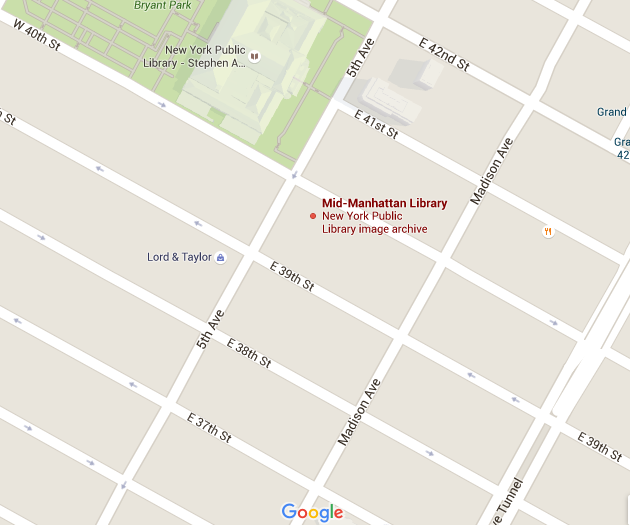 Bryant Park
W 40th St
New York Public
Library - Stephen A...
5th Ave
E 42nd St
Grand
E 41st St
Gra
42
Madison Ave
h St
Mid-Manhattan Library
New York Public
Library image archive
Lord & Taylor
E 39th St
5th Ave
E 38th St
Madison Ave
E 37th St
E 39th St
ve Tunnel
Google